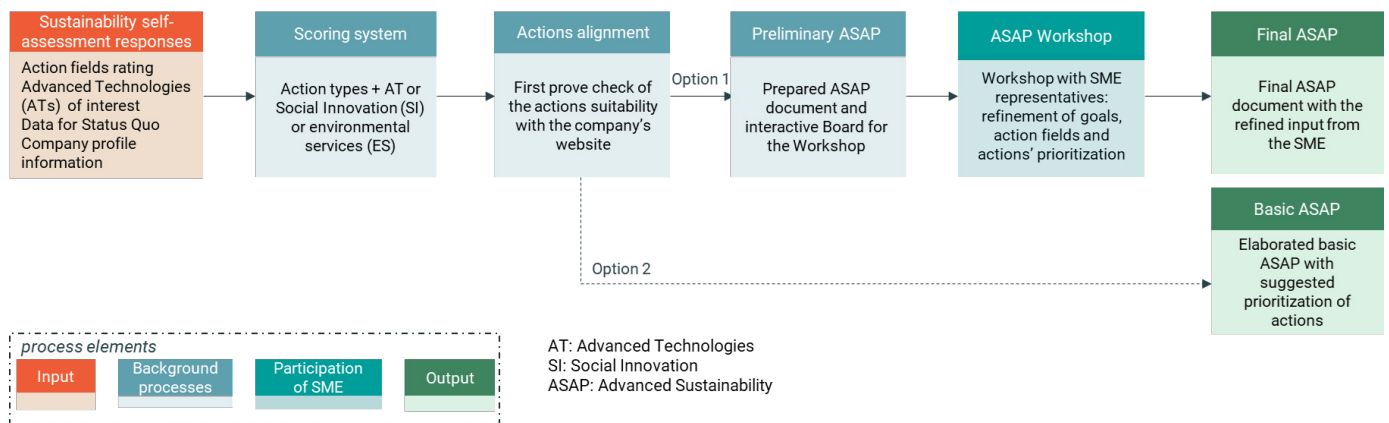 Sustainability self-
assessment responses
Action fields rating
Advanced Technologies
(ATs) of interest
Data for Status Quo
Company profile
information
Scoring system
Action types + AT or
Social Innovation (SI)
or environmental
services (ES)
Actions alignment
First prove check of
the actions suitability
with the company's
website
Option 1
Preliminary ASAP
Prepared ASAP
document and
interactive Board for
the Workshop
ASAP Workshop
Workshop with SME
representatives:
refinement of goals,
action fields and
actions' prioritization
Final ASAP
Final ASAP
document with the
refined input from
the SME
Option 2
Basic ASAP
Elaborated basic
ASAP with
suggested
prioritization of
actions
process elements
Input
Background
processes
Participation
of SME
Output
AT: Advanced Technologies
SI: Social Innovation
ASAP: Advanced Sustainability